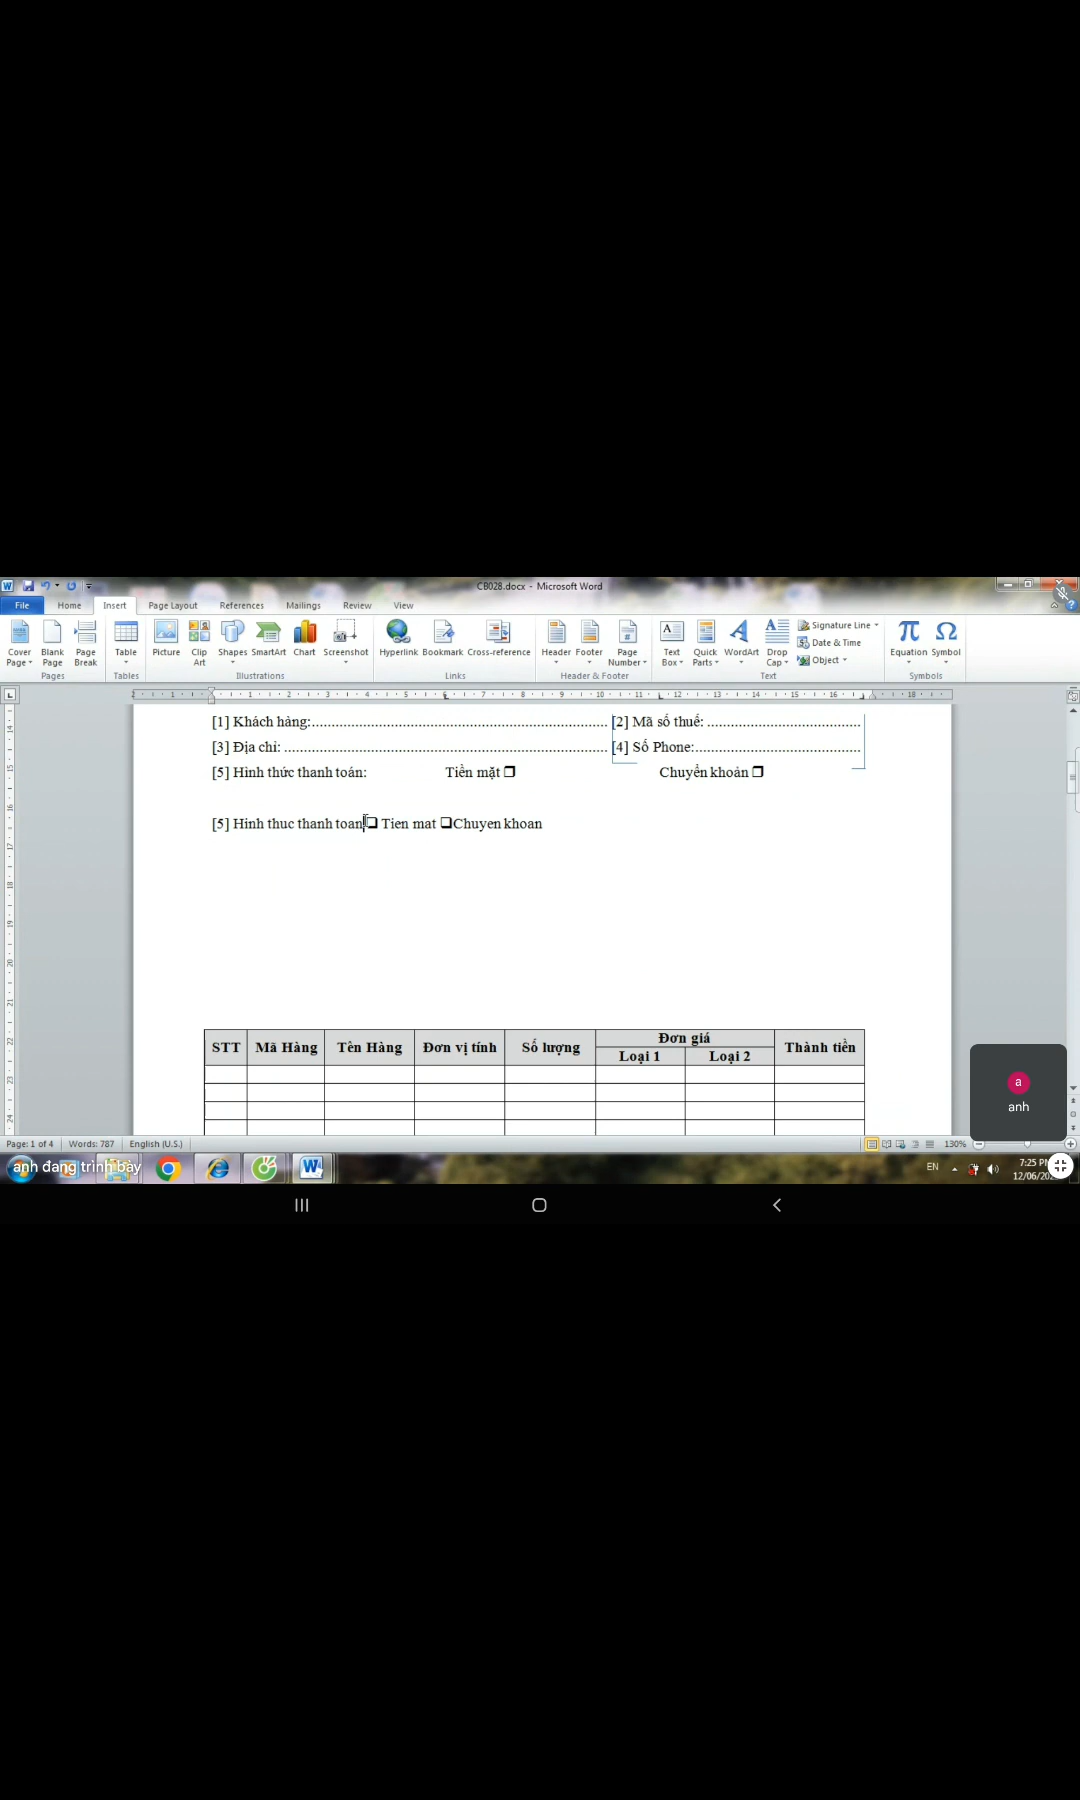 CB028.docx - Microsoft Word
File Home Insert Page Layout References Mailings Review View
Cover Page Blank Page Page Break Table Picture Clip Art Shapes SmartArt Chart Screenshot Hyperlink Bookmark Cross-reference Header Footer Page Number Text Box Quick Parts WordArt Drop Cap Signature Line Date & Time Object Equation Symbol
Pages Tables Illustrations Links Header & Footer Text Symbols
[1] Khách hàng: [2] Mã số thuế:
[3] Địa chỉ: [4] Số Phone:
[5] Hình thức thanh toán: Tiền mặt ❒ Chuyển khoản ❒
[5] Hinh thuc thanh toan ❑ Tien mat ❑Chuyen khoan
STT Mã Hàng Tên Hàng Đơn vị tính Số lượng Đơn giá Thành tiền
Loại 1 Loại 2
a
anh
Page: 1 of 4 Words: 787 English (U.S.) 130%
anh đang trình bày
EN 7:25
12/06/20